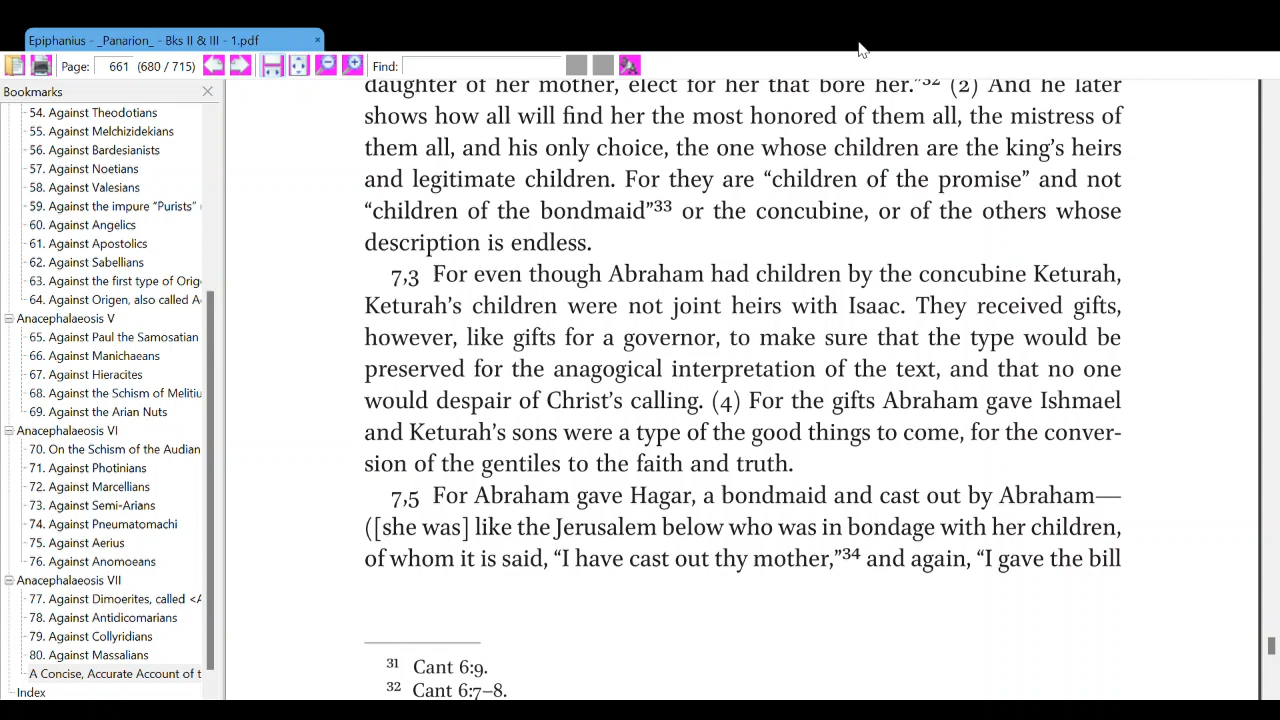 Epiphanius - _Panarion_ - Bks II & III - 1.pdf
×
Page: 661 (680 / 715) Find:
Bookmarks
54. Against Theodotians
55. Against Melchizidekians
56. Against Bardesianists
57. Against Noetians
58. Against Valesians
59. Against the impure “Purists”
60. Against Angelics
61. Against Apostolics
62. Against Sabellians
63. Against the first type of Orig
64. Against Origen, also called A
Anacephalaeosis V
65. Against Paul the Samosatian
66. Against Manichaeans
67. Against Hieracites
68. Against the Schism of Melitiu
69. Against the Arian Nuts
Anacephalaeosis VI
70. On the Schism of the Audian
71. Against Photinians
72. Against Marcellians
73. Against Semi-Arians
74. Against Pneumatomachi
75. Against Aerius
76. Against Anomoeans
Anacephalaeosis VII
77. Against Dimoerites, called <A
78. Against Antidicomarians
79. Against Collyridians
80. Against Massalians
A Concise, Accurate Account of t
Index
daughter of her mother, elect for her that bore her.”³² (2) And he later
shows how all will find her the most honored of them all, the mistress of
them all, and his only choice, the one whose children are the king’s heirs
and legitimate children. For they are “children of the promise” and not
“children of the bondmaid”³³ or the concubine, or of the others whose
description is endless.
7,3 For even though Abraham had children by the concubine Keturah,
Keturah’s children were not joint heirs with Isaac. They received gifts,
however, like gifts for a governor, to make sure that the type would be
preserved for the anagogical interpretation of the text, and that no one
would despair of Christ’s calling. (4) For the gifts Abraham gave Ishmael
and Keturah’s sons were a type of the good things to come, for the conver-
sion of the gentiles to the faith and truth.
7,5 For Abraham gave Hagar, a bondmaid and cast out by Abraham—
([she was] like the Jerusalem below who was in bondage with her children,
of whom it is said, “I have cast out thy mother,”³⁴ and again, “I gave the bill
³¹ Cant 6:9.
³² Cant 6:7–8.